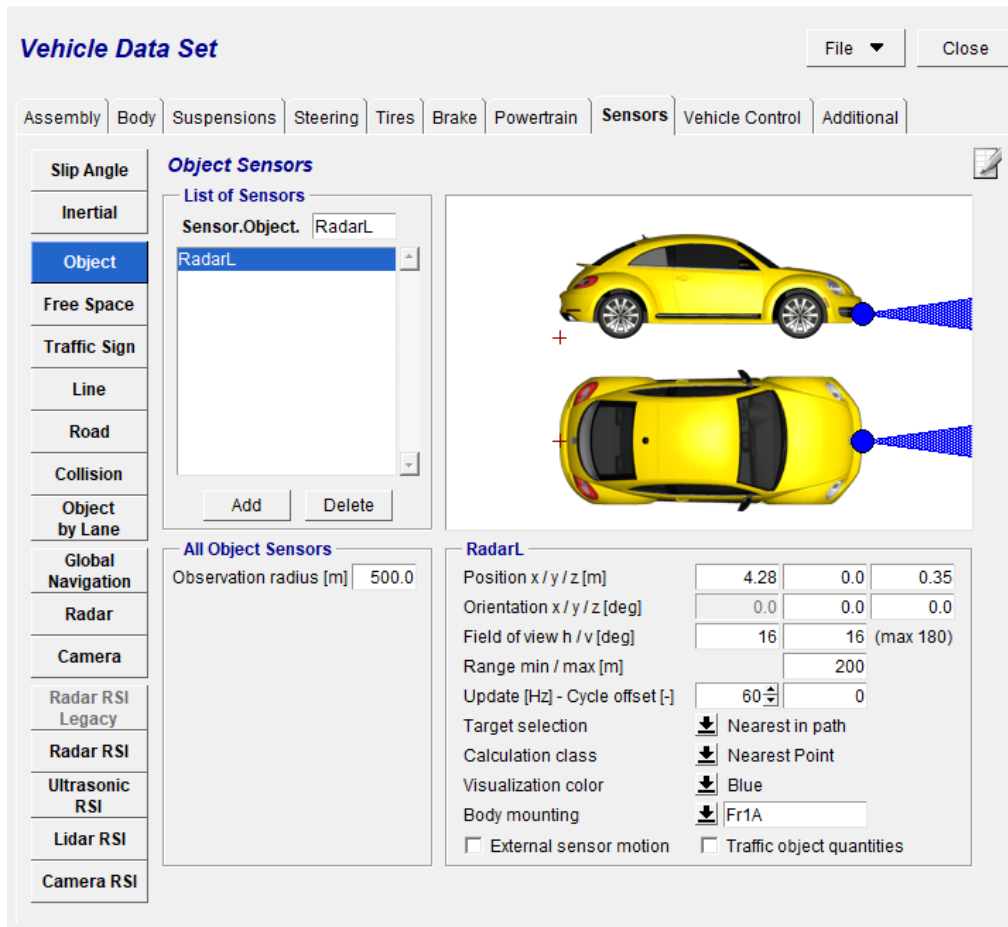 Vehicle Data Set
File
Close
Assembly Body Suspensions Steering Tires Brake Powertrain Sensors Vehicle Control Additional
Slip Angle
Inertial
Object
Free Space
Traffic Sign
Line
Road
Collision
Object
by Lane
Global
Navigation
Radar
Camera
Radar RSI
Legacy
Radar RSI
Ultrasonic
RSI
Lidar RSI
Camera RSI
Object Sensors
List of Sensors
Sensor.Object. RadarL
RadarL
Add Delete
All Object Sensors
Observation radius [m] 500.0
RadarL
Position x / y / z [m] 4.28 0.0 0.35
Orientation x / y / z [deg] 0.0 0.0 0.0
Field of view h / v [deg] 16 16 (max 180)
Range min / max [m] 200
Update [Hz] - Cycle offset [-] 60 0
Target selection Nearest in path
Calculation class Nearest Point
Visualization color Blue
Body mounting Fr1A
External sensor motion Traffic object quantities